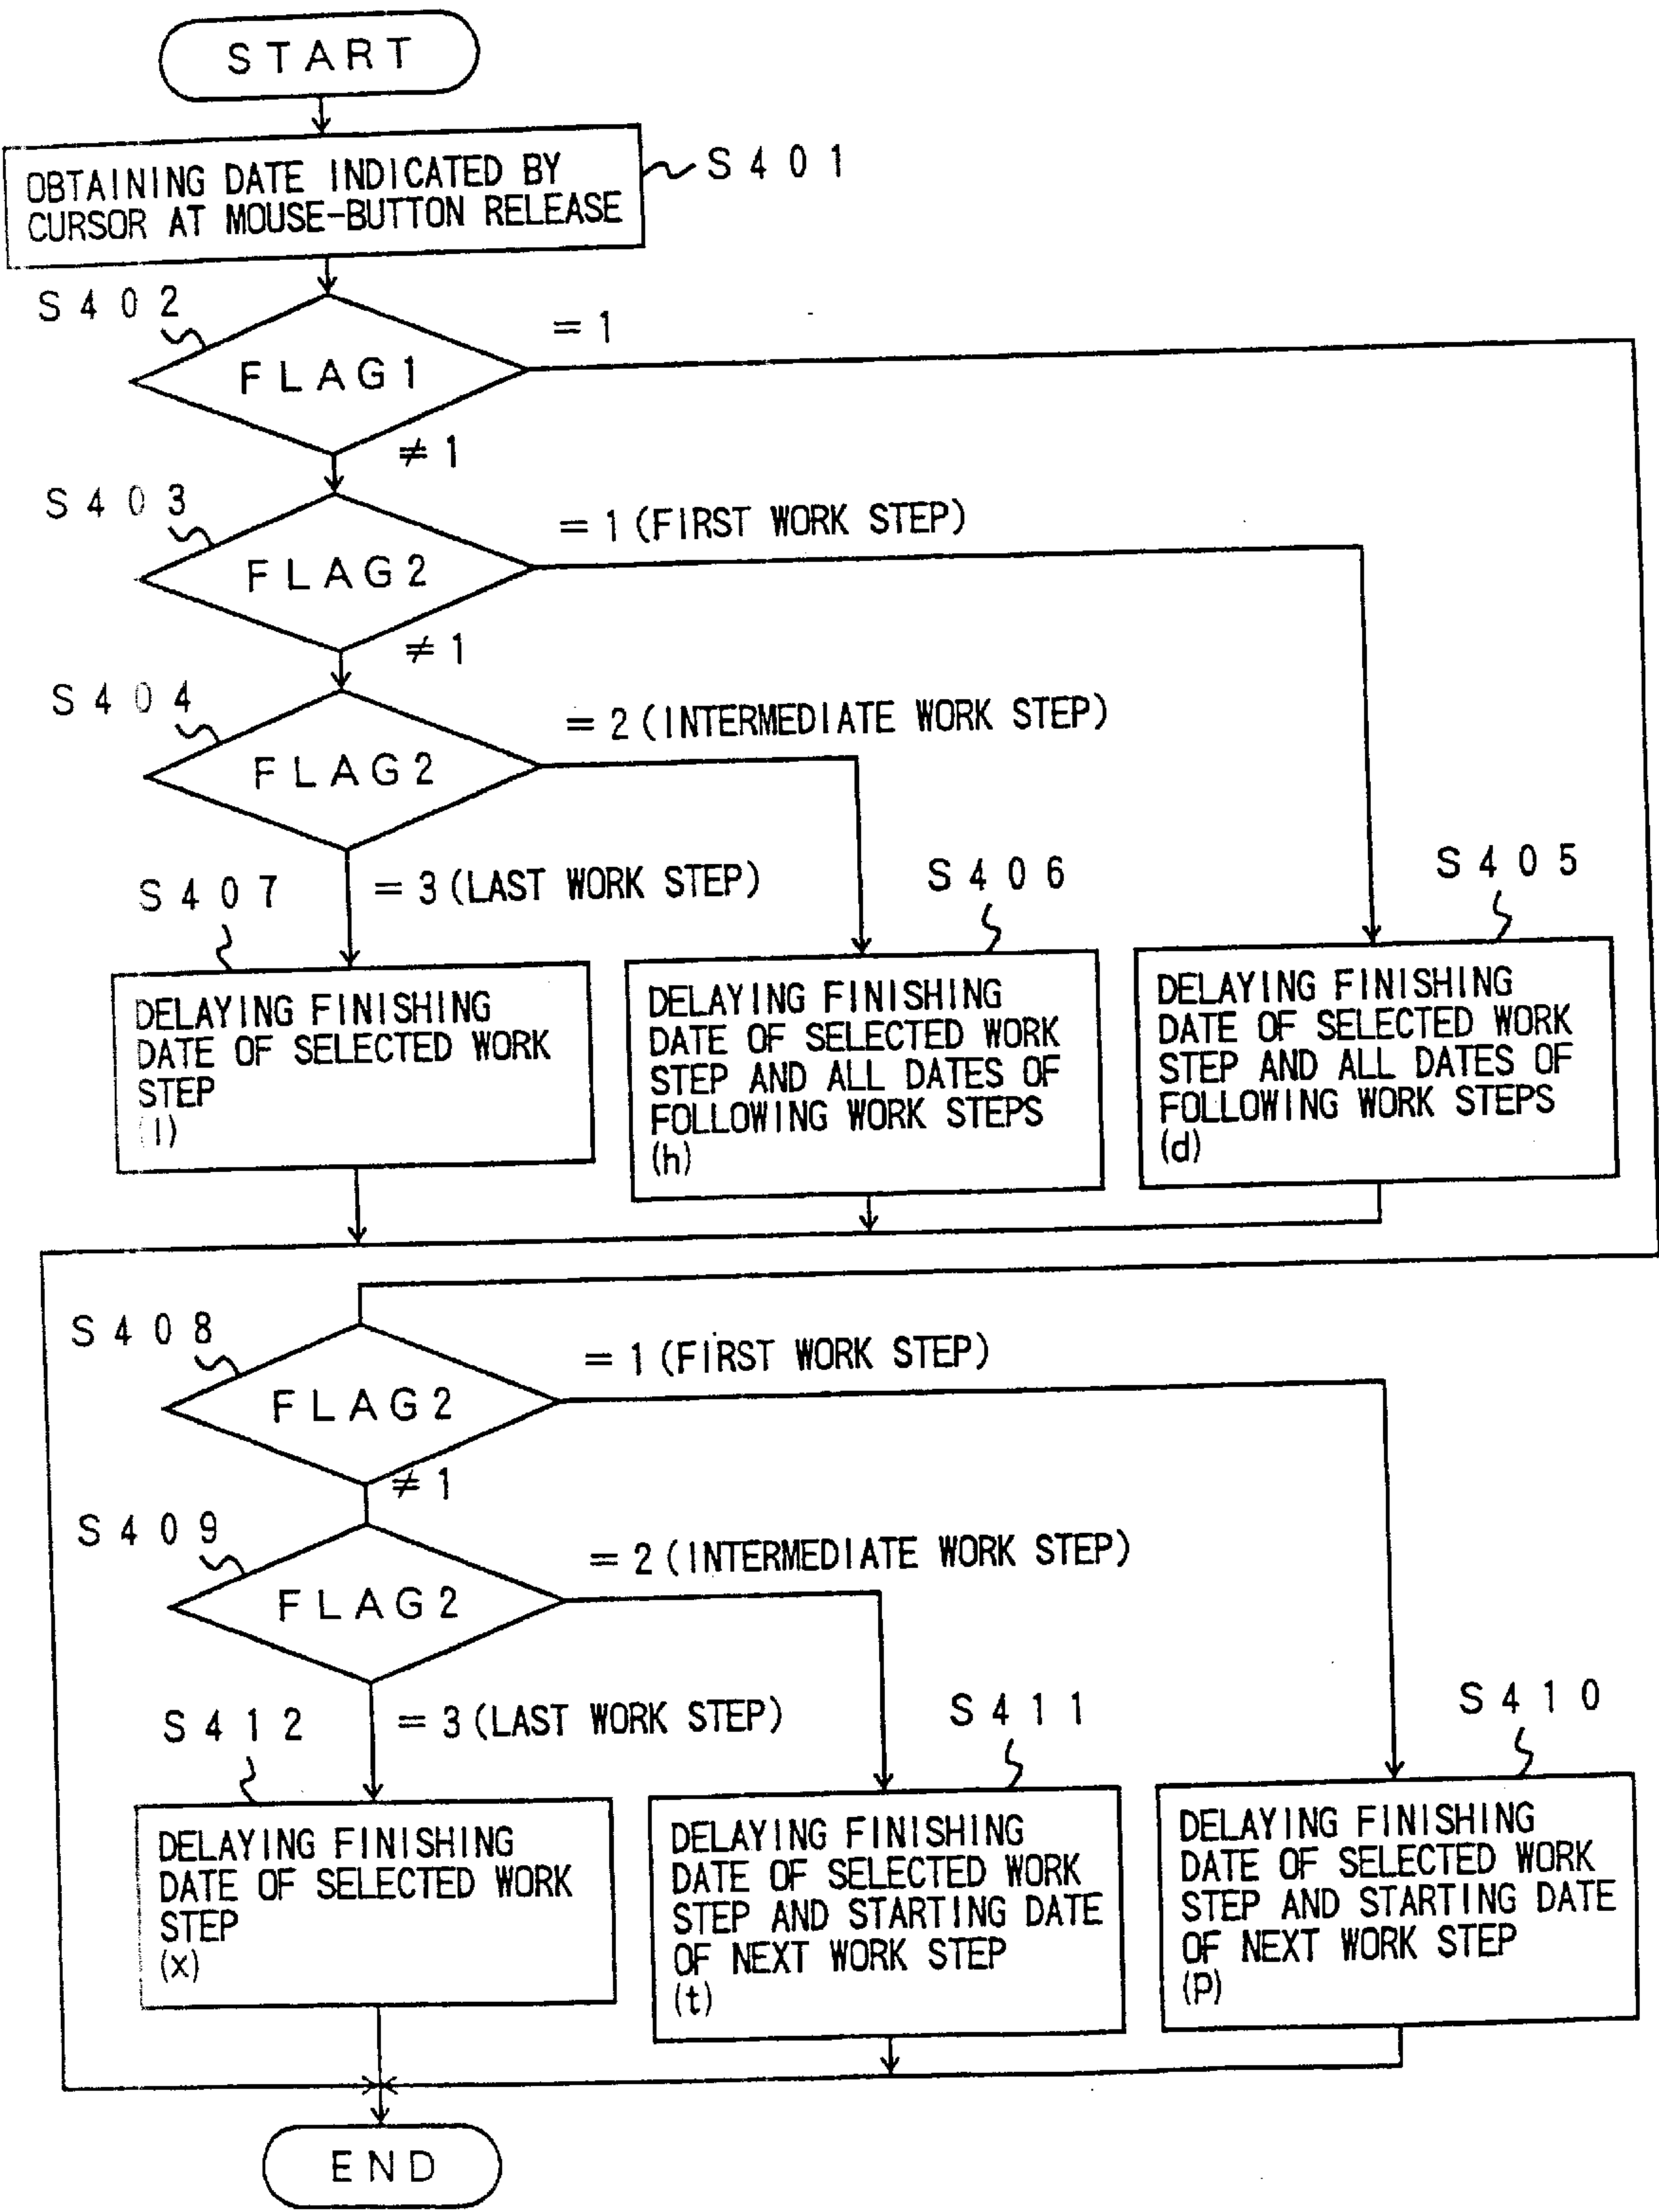 START
OBTAINING DATE INDICATED BY
CURSOR AT MOUSE-BUTTON RELEASE
S401
S402
FLAG1
= 1
≠ 1
S403
FLAG2
= 1 (FIRST WORK STEP)
≠ 1
S404
FLAG2
= 2 (INTERMEDIATE WORK STEP)
= 3 (LAST WORK STEP)
S407
DELAYING FINISHING
DATE OF SELECTED WORK
STEP
(l)
S406
DELAYING FINISHING
DATE OF SELECTED WORK
STEP AND ALL DATES OF
FOLLOWING WORK STEPS
(h)
S405
DELAYING FINISHING
DATE OF SELECTED WORK
STEP AND ALL DATES OF
FOLLOWING WORK STEPS
(d)
S408
FLAG2
= 1 (FIRST WORK STEP)
≠ 1
S409
FLAG2
= 2 (INTERMEDIATE WORK STEP)
= 3 (LAST WORK STEP)
S412
DELAYING FINISHING
DATE OF SELECTED WORK
STEP
(x)
S411
DELAYING FINISHING
DATE OF SELECTED WORK
STEP AND STARTING DATE
OF NEXT WORK STEP
(t)
S410
DELAYING FINISHING
DATE OF SELECTED WORK
STEP AND STARTING DATE
OF NEXT WORK STEP
(p)
END